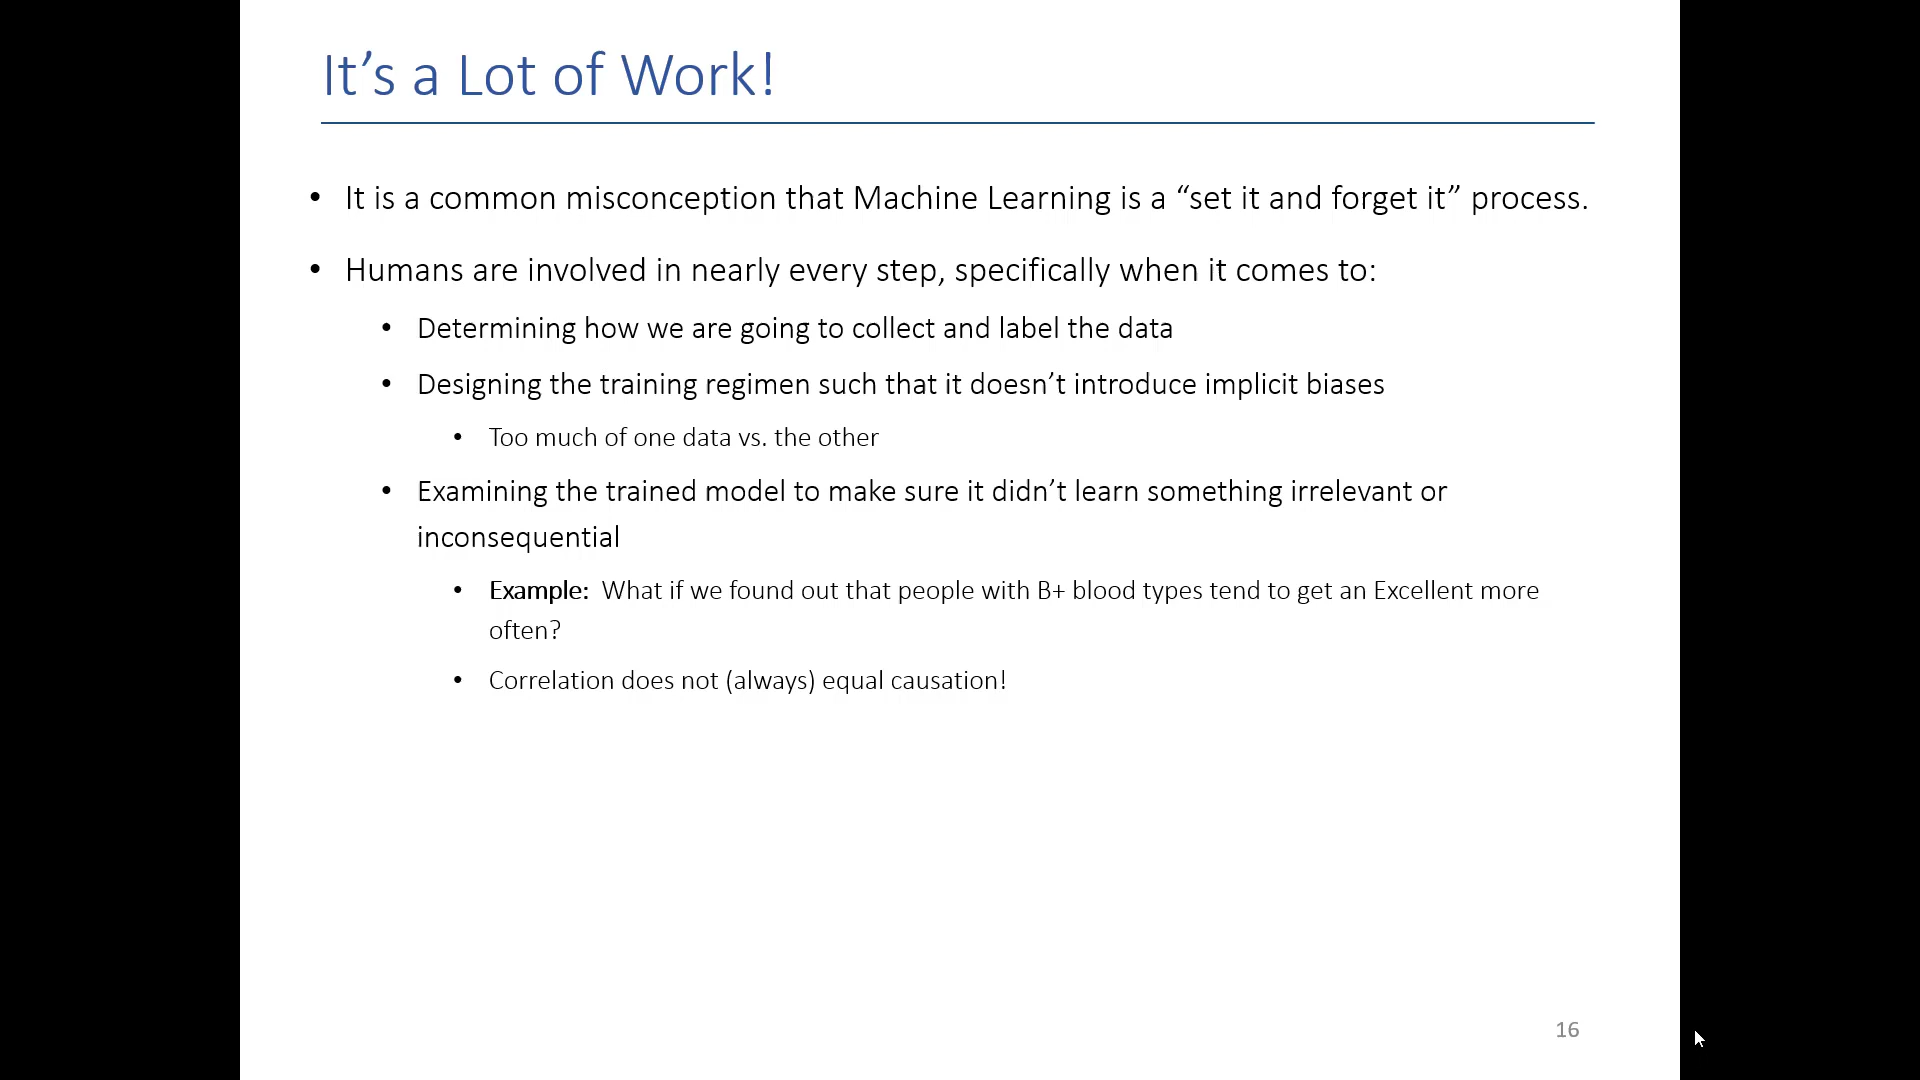 It’s a Lot of Work!
• It is a common misconception that Machine Learning is a “set it and forget it” process.
• Humans are involved in nearly every step, specifically when it comes to:
• Determining how we are going to collect and label the data
• Designing the training regimen such that it doesn’t introduce implicit biases
• Too much of one data vs. the other
• Examining the trained model to make sure it didn’t learn something irrelevant or
inconsequential
• Example:  What if we found out that people with B+ blood types tend to get an Excellent more
often?
• Correlation does not (always) equal causation!
16